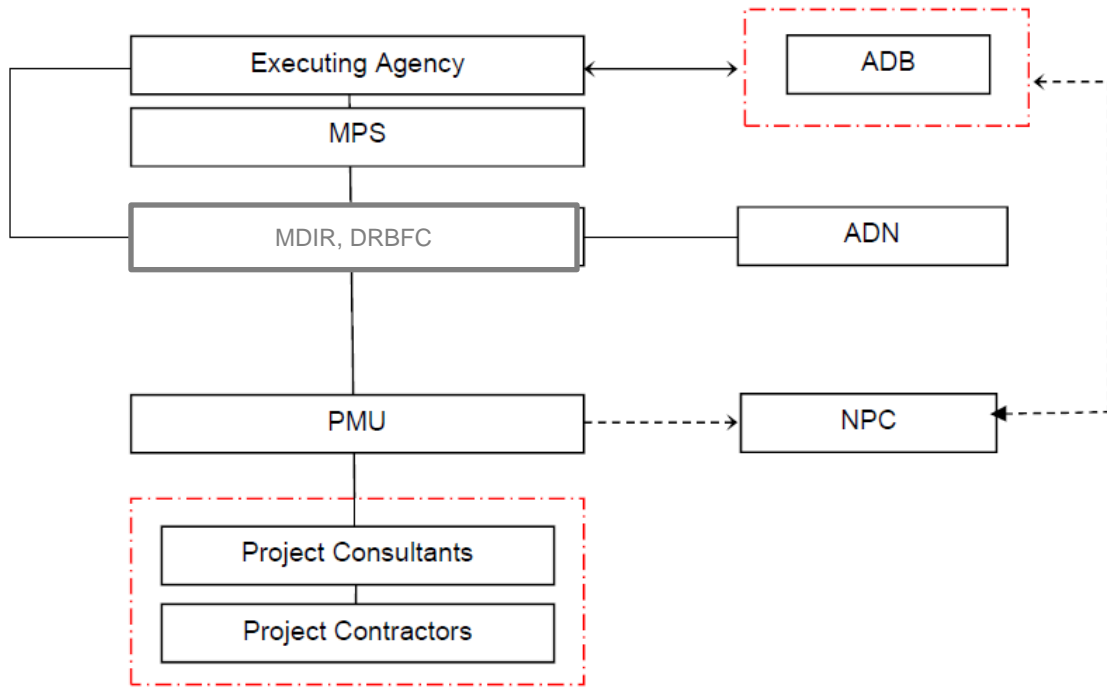 Executing Agency
ADB
MPS
MDIR, DRBFC
ADN
PMU
NPC
Project Consultants
Project Contractors